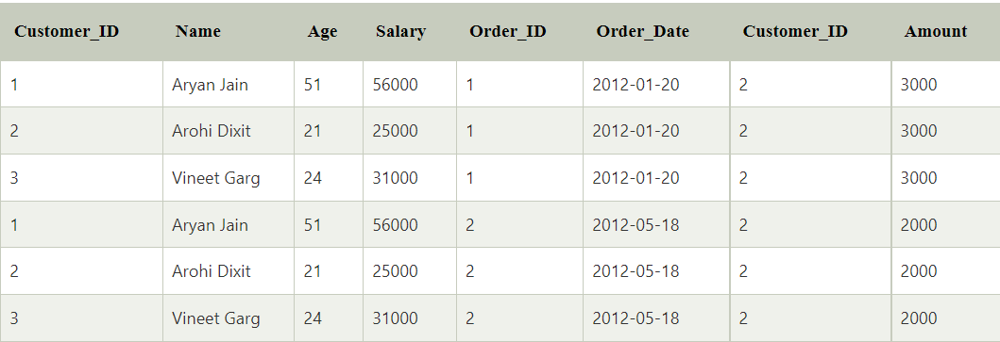 Customer_ID Name Age Salary Order_ID Order_Date Customer_ID Amount
1 Aryan Jain 51 56000 1 2012-01-20 2 3000
2 Arohi Dixit 21 25000 1 2012-01-20 2 3000
3 Vineet Garg 24 31000 1 2012-01-20 2 3000
1 Aryan Jain 51 56000 2 2012-05-18 2 2000
2 Arohi Dixit 21 25000 2 2012-05-18 2 2000
3 Vineet Garg 24 31000 2 2012-05-18 2 2000